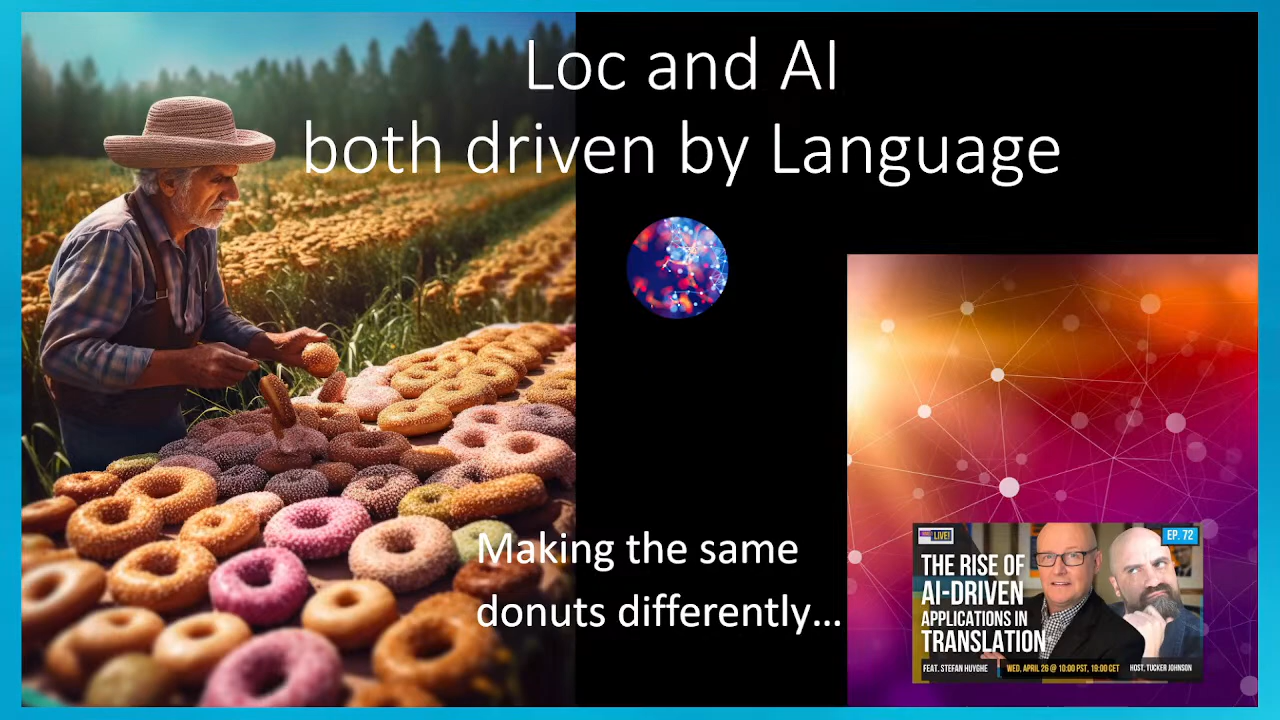 Loc and AI
both driven by Language
Making the same
donuts differently...
LIVE!
EP. 72
THE RISE OF
AI-DRIVEN
APPLICATIONS IN
TRANSLATION
FEAT. STEFAN HUYGHE
WED, APRIL 26 @ 10:00 PST, 19:00 CET
HOST, TUCKER JOHNSON